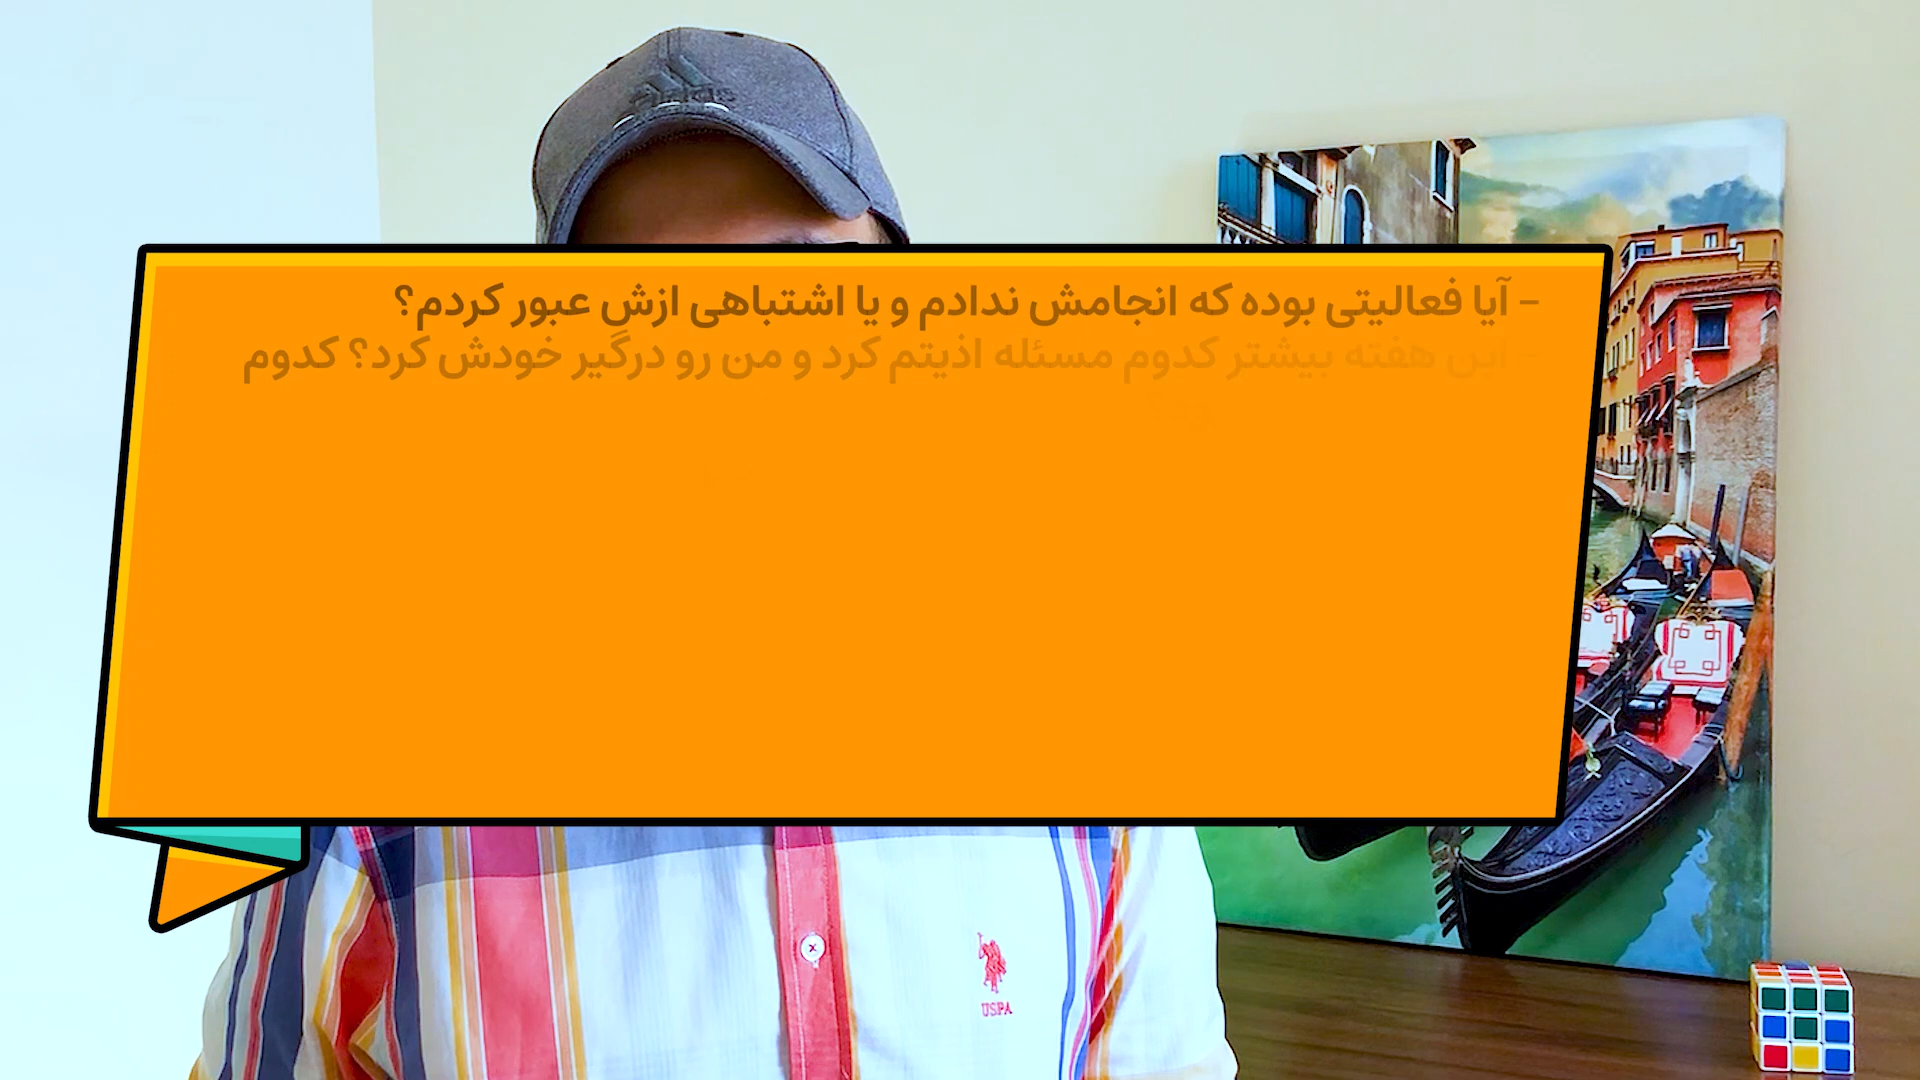 - آیا فعالیتی بوده که انجامش ندادم و یا اشتباهی ازش عبور کردم؟
- این هفته بیشتر کدوم مسئله اذیتم کرد و من رو درگیر خودش کرد؟ کدوم
USPA